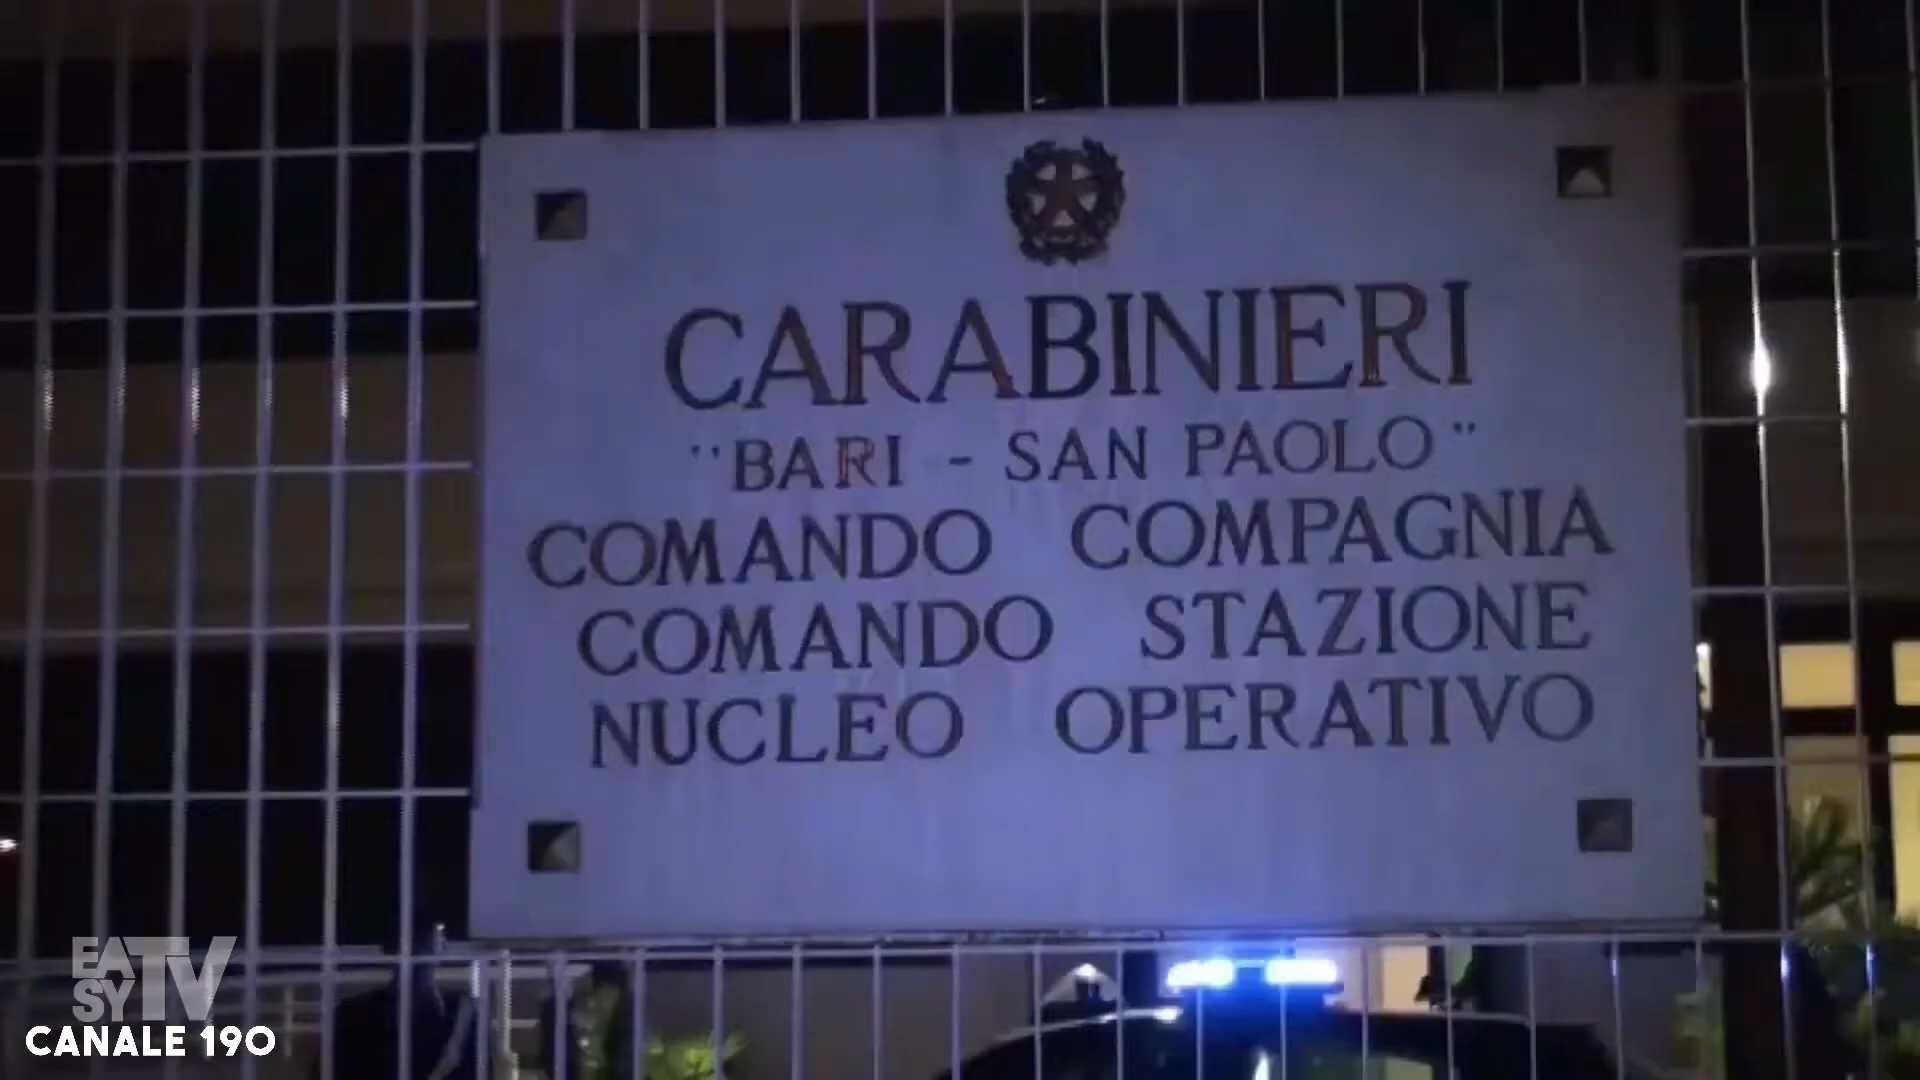 CARABINIERI
"BARI - SAN PAOLO"
COMANDO COMPAGNIA
COMANDO STAZIONE
NUCLEO OPERATIVO
EASY TV
CANALE 190